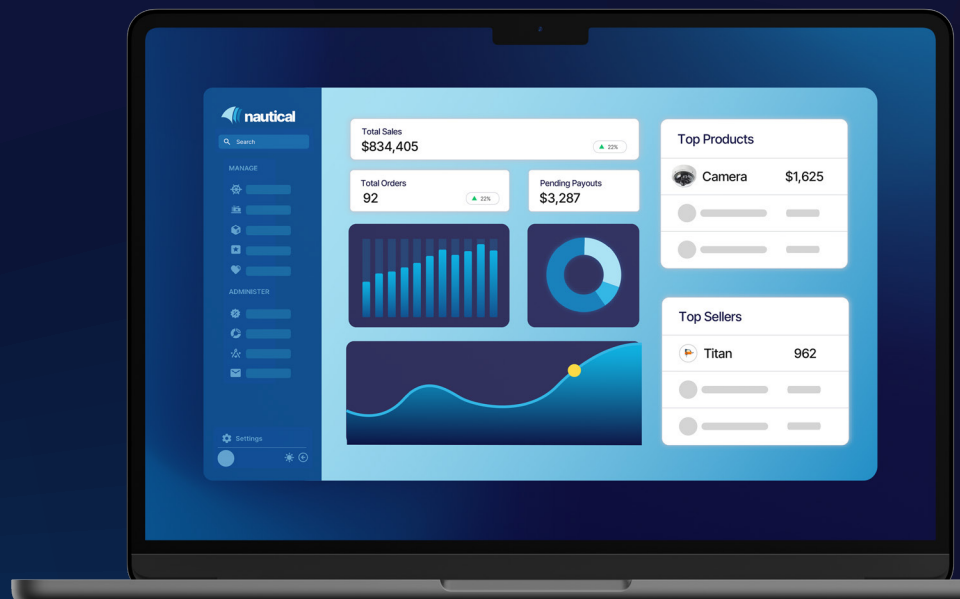 nautical
Search
MANAGE
ADMINISTER
Settings
Total Sales
$834,405
22%
Total Orders
92
22%
Pending Payouts
$3,287
Top Products
Camera $1,625
Top Sellers
Titan 962